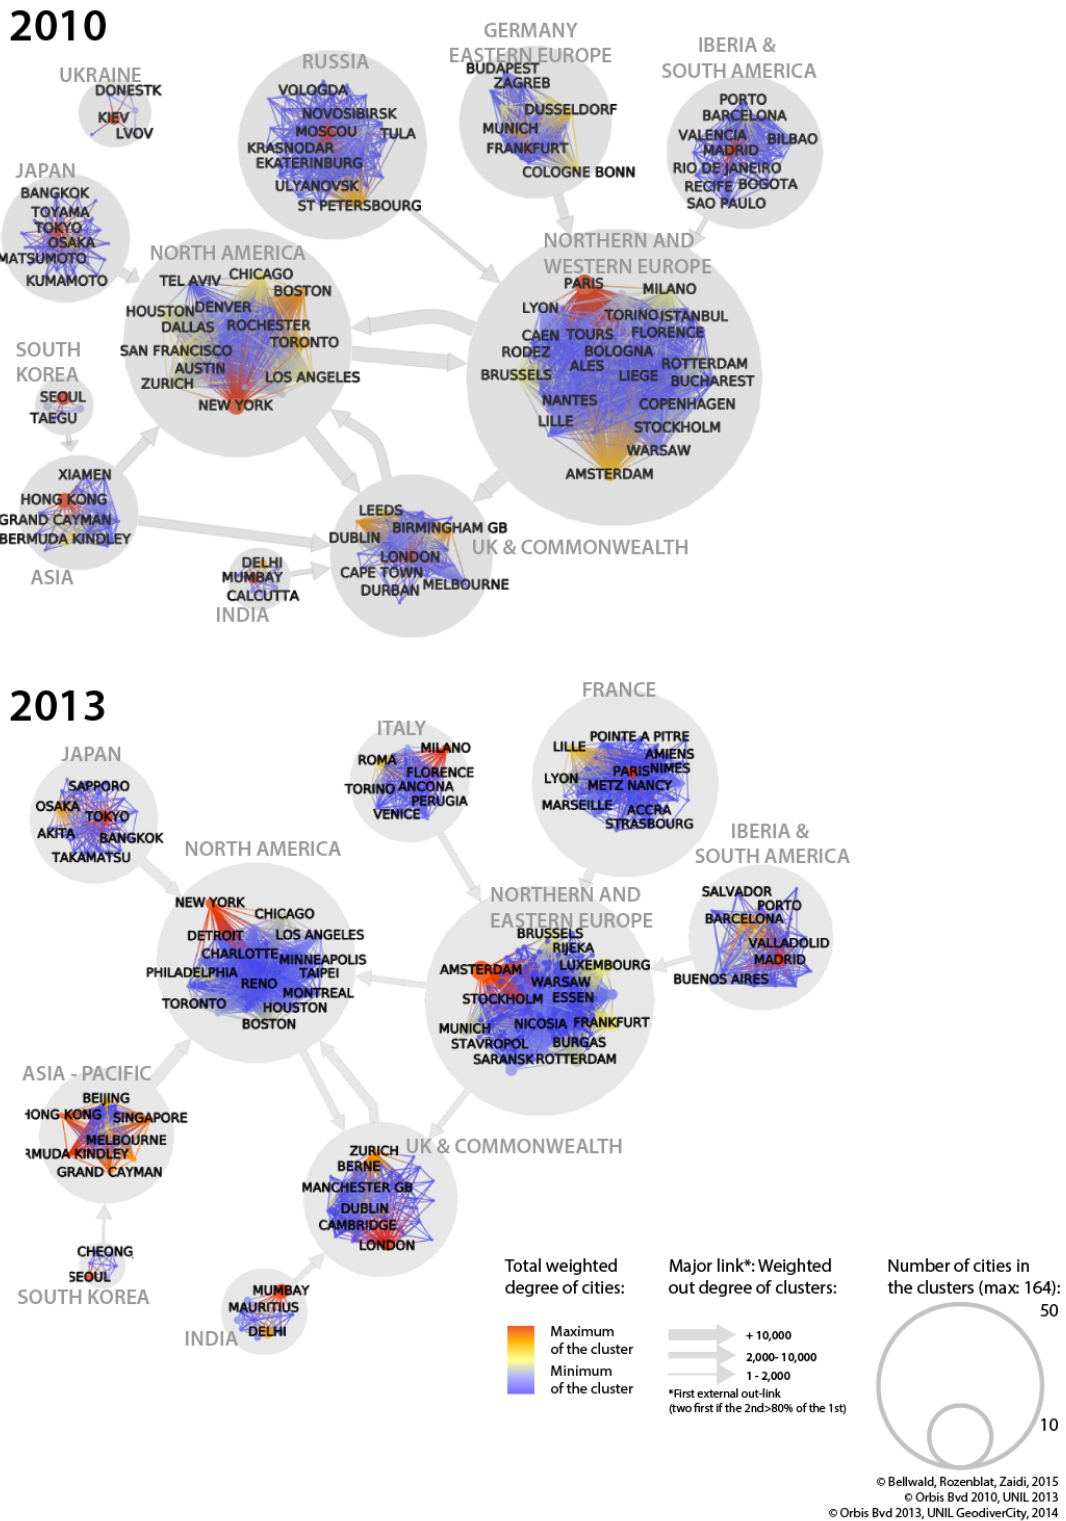 2010
UKRAINE
DONESTK
KIEV
LVOV
RUSSIA
VOLOGDA
NOVOSIBIRSK
MOSCOU
TULA
KRASNODAR
EKATERINBURG
ULYANOVSK
ST PETERSBOURG
GERMANY
EASTERN EUROPE
BUDAPEST
ZAGREB
DUSSELDORF
MUNICH
FRANKFURT
COLOGNE BONN
IBERIA &
SOUTH AMERICA
PORTO
BARCELONA
VALENCIA
BILBAO
MADRID
RIO DE JANEIRO
RECIFE
BOGOTA
SAO PAULO
JAPAN
BANGKOK
TOYAMA
TOKYO
OSAKA
MATSUMOTO
KUMAMOTO
NORTH AMERICA
TEL AVIV
CHICAGO
BOSTON
HOUSTON
DENVER
DALLAS
ROCHESTER
TORONTO
SAN FRANCISCO
AUSTIN
ZURICH
LOS ANGELES
NEW YORK
NORTHERN AND
WESTERN EUROPE
PARIS
MILANO
LYON
TORINO
ISTANBUL
CAEN
TOURS
FLORENCE
RODEZ
BOLOGNA
ALES
ROTTERDAM
BRUSSELS
LIEGE
BUCHAREST
NANTES
COPENHAGEN
LILLE
STOCKHOLM
WARSAW
AMSTERDAM
SOUTH
KOREA
SEOUL
TAEGU
XIAMEN
HONG KONG
GRAND CAYMAN
BERMUDA KINDLEY
ASIA
LEEDS
BIRMINGHAM GB
DUBLIN
LONDON
CAPE TOWN
MELBOURNE
DURBAN
UK & COMMONWEALTH
DELHI
MUMBAY
CALCUTTA
INDIA
2013
JAPAN
SAPPORO
OSAKA
TOKYO
AKITA
BANGKOK
TAKAMATSU
ITALY
MILANO
ROMA
FLORENCE
TORINO
ANCONA
PERUGIA
VENICE
FRANCE
POINTE A PITRE
LILLE
AMIENS
PARIS
NIMES
LYON
METZ
NANCY
MARSEILLE
ACCRA
STRASBOURG
IBERIA &
SOUTH AMERICA
SALVADOR
PORTO
BARCELONA
VALLADOLID
MADRID
BUENOS AIRES
NORTH AMERICA
NEW YORK
CHICAGO
DETROIT
LOS ANGELES
CHARLOTTE
MINNEAPOLIS
PHILADELPHIA
TAIPEI
RENO
MONTREAL
TORONTO
HOUSTON
BOSTON
NORTHERN AND
EASTERN EUROPE
BRUSSELS
RIJEKA
AMSTERDAM
LUXEMBOURG
WARSAW
STOCKHOLM
ESSEN
MUNICH
NICOSIA
FRANKFURT
STAVROPOL
BURGAS
SARANSK
ROTTERDAM
ASIA - PACIFIC
BEIJING
HONG KONG
SINGAPORE
MELBOURNE
RMUDA KINDLEY
GRAND CAYMAN
CHEONG
SEOUL
SOUTH KOREA
UK & COMMONWEALTH
ZURICH
BERNE
MANCHESTER GB
DUBLIN
CAMBRIDGE
LONDON
MUMBAY
MAURITIUS
DELHI
INDIA
Total weighted
degree of cities:
Maximum
of the cluster
Minimum
of the cluster
Major link*: Weighted
out degree of clusters:
+ 10,000
2,000- 10,000
1 - 2,000
*First external out-link
(two first if the 2nd>80% of the 1st)
Number of cities in
the clusters (max: 164):
50
10
© Bellwald, Rozenblat, Zaidi, 2015
© Orbis Bvd 2010, UNIL 2013
© Orbis Bvd 2013, UNIL GeodiverCity, 2014